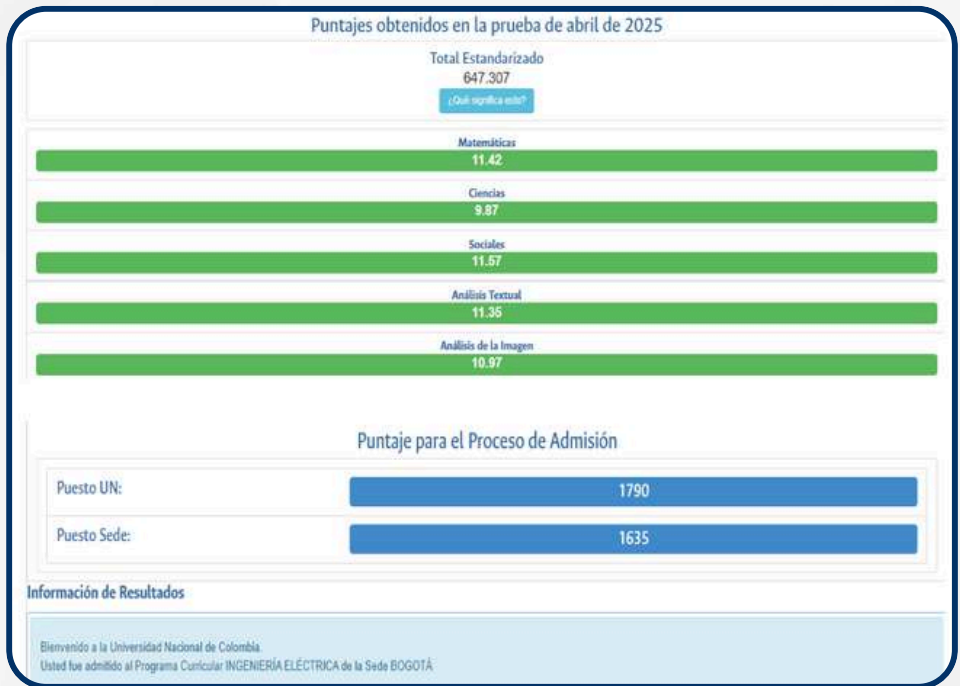 Puntajes obtenidos en la prueba de abril de 2025
Total Estandarizado
647.307
¿Qué significa esto?
Matemáticas
11.42
Ciencias
9.87
Sociales
11.57
Análisis Textual
11.35
Análisis de la Imagen
10.97
Puntaje para el Proceso de Admisión
Puesto UN: 1790
Puesto Sede: 1635
Información de Resultados
Bienvenido a la Universidad Nacional de Colombia.
Usted fue admitido al Programa Curricular INGENIERÍA ELÉCTRICA de la Sede BOGOTÁ